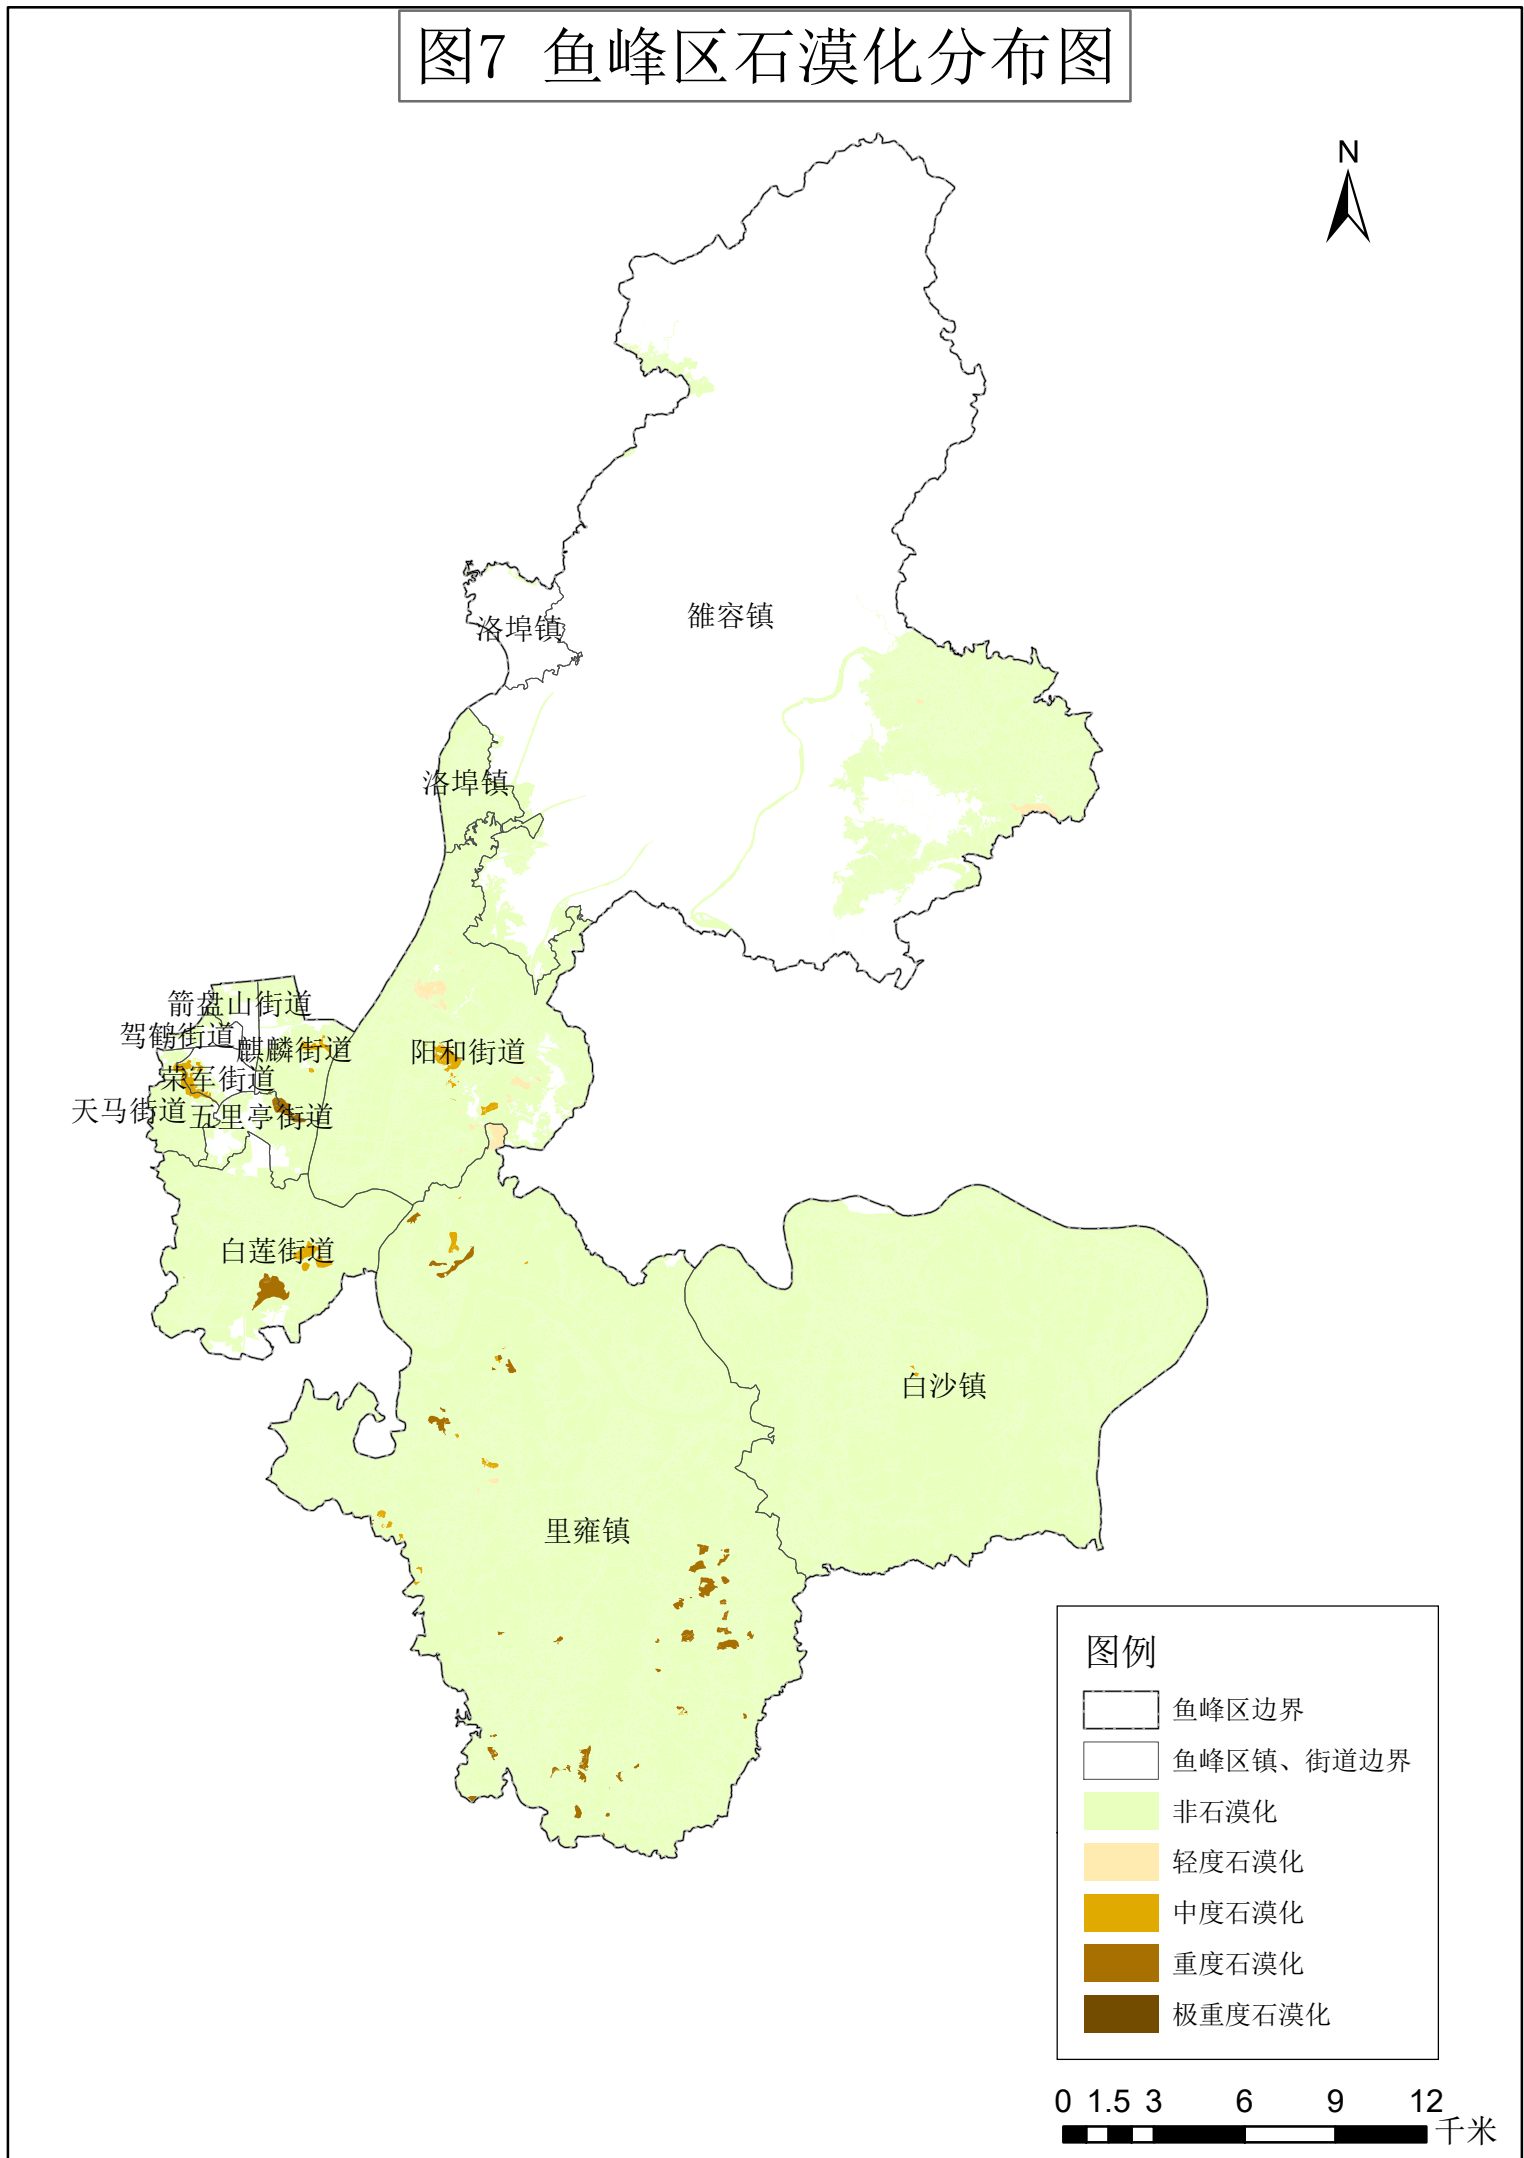 图7 鱼峰区石漠化分布图
N
雒容镇
洛埠镇
洛埠镇
箭盘山街道
驾鹤街道
麒麟街道
阳和街道
荣军街道
天马街道
五里亭街道
白莲街道
白沙镇
里雍镇
图例
鱼峰区边界
鱼峰区镇、街道边界
非石漠化
轻度石漠化
中度石漠化
重度石漠化
极重度石漠化
0 1.5 3 6 9 12
千米